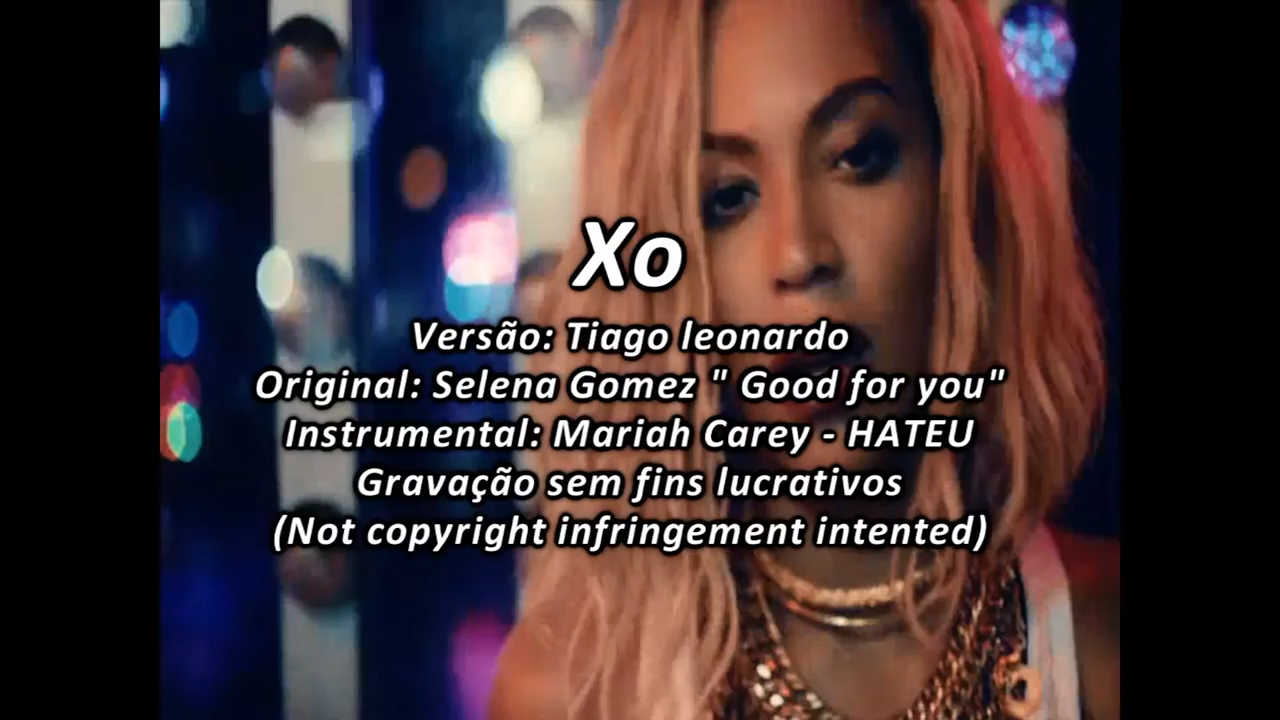 Xo
Versão: Tiago leonardo
Original: Selena Gomez " Good for you"
Instrumental: Mariah Carey - HATEU
Gravação sem fins lucrativos
(Not copyright infringement intented)